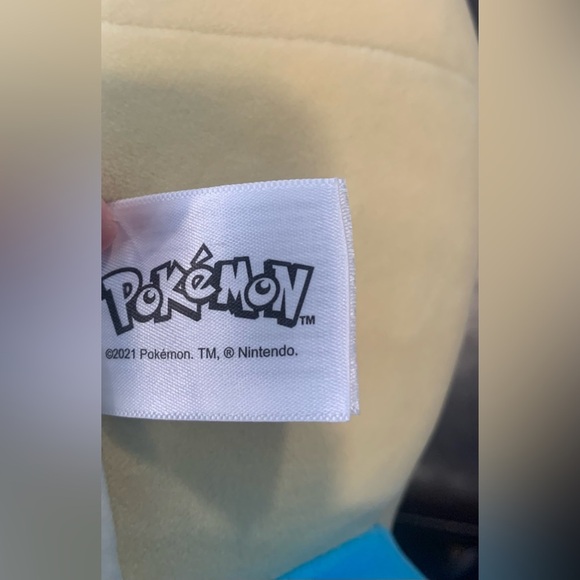 POKéMON™
©2021 Pokémon. TM, ® Nintendo.